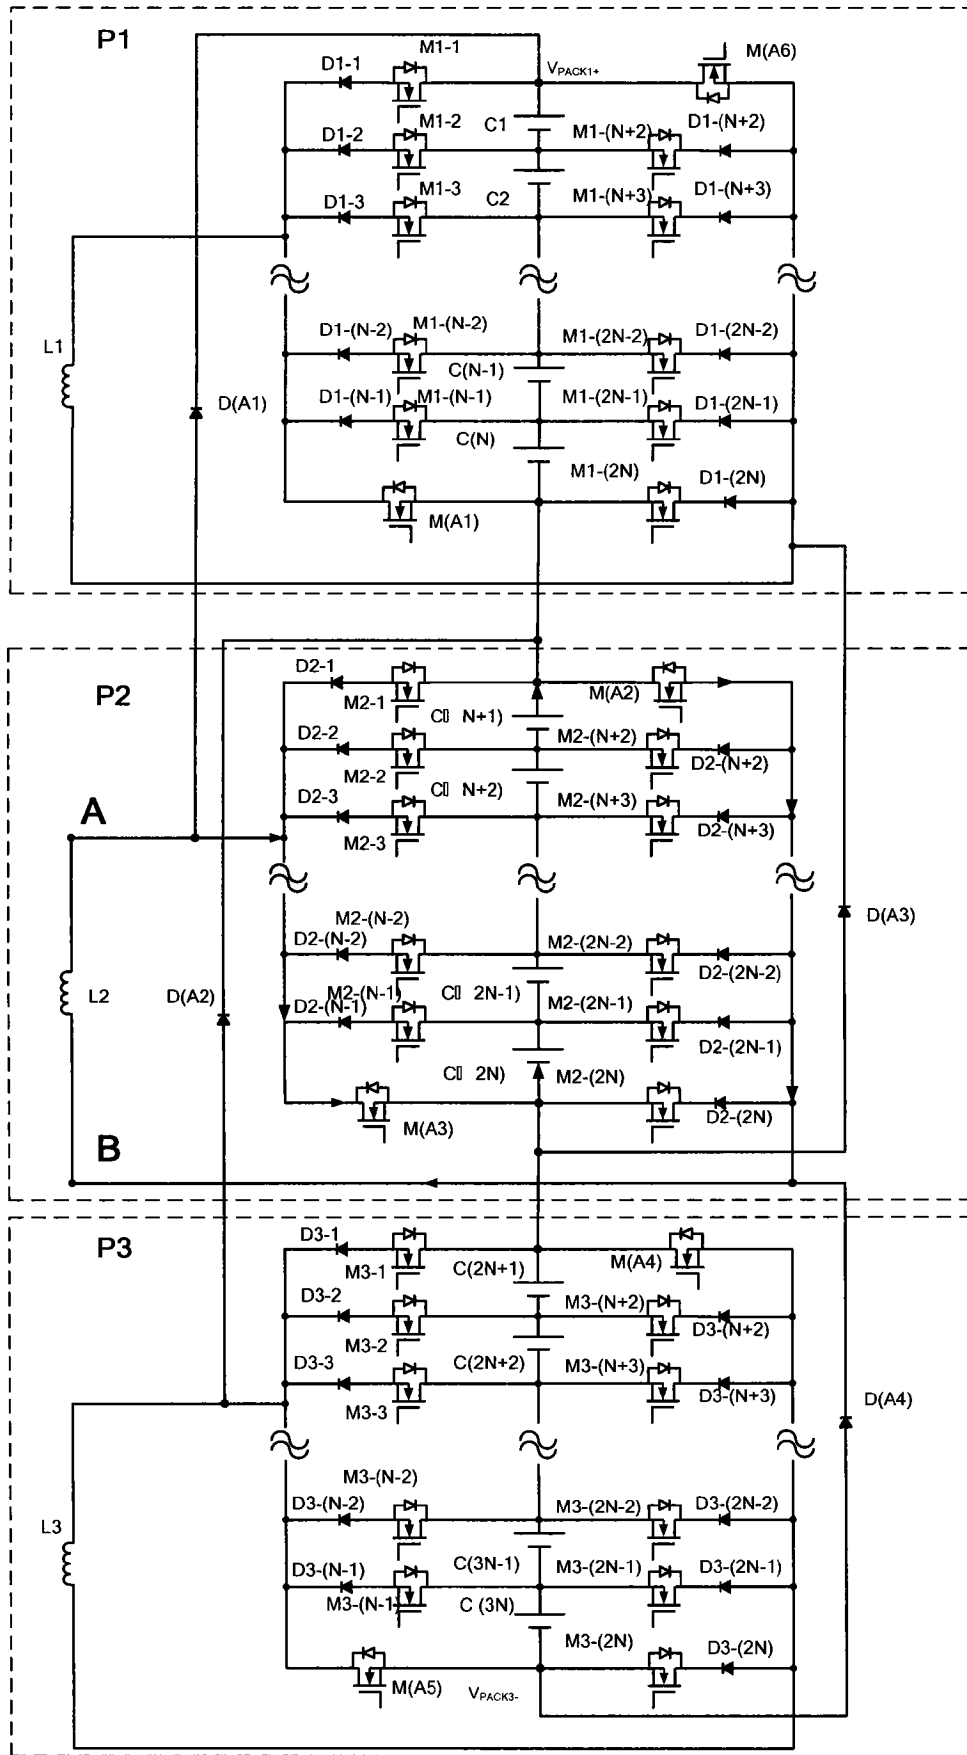 P1
M1-1
D1-1
VPACK1+
M(A6)
C1
M1-2
D1-2
M1-(N+2)
D1-(N+2)
C2
M1-3
D1-3
M1-(N+3)
D1-(N+3)
L1
D1-(N-2)
M1-(N-2)
M1-(2N-2)
D1-(2N-2)
C(N-1)
D(A1)
D1-(N-1)
M1-(N-1)
M1-(2N-1)
D1-(2N-1)
C(N)
M1-(2N)
D1-(2N)
M(A1)
P2
D2-1
M2-1
M(A2)
C▯ N+1)
D2-2
M2-2
M2-(N+2)
D2-(N+2)
C▯ N+2)
D2-3
M2-3
M2-(N+3)
D2-(N+3)
A
M2-(N-2)
D2-(N-2)
M2-(2N-2)
D2-(2N-2)
D(A3)
L2
D(A2)
M2-(N-1)
D2-(N-1)
C▯ 2N-1)
M2-(2N-1)
D2-(2N-1)
C▯ 2N)
M2-(2N)
D2-(2N)
M(A3)
B
P3
D3-1
M3-1
C(2N+1)
M(A4)
D3-2
M3-2
M3-(N+2)
D3-(N+2)
D3-3
M3-3
C(2N+2)
M3-(N+3)
D3-(N+3)
D(A4)
L3
M3-(N-2)
D3-(N-2)
M3-(2N-2)
D3-(2N-2)
C(3N-1)
D3-(N-1)
M3-(N-1)
M3-(2N-1)
D3-(2N-1)
C (3N)
M3-(2N)
D3-(2N)
M(A5)
VPACK3-